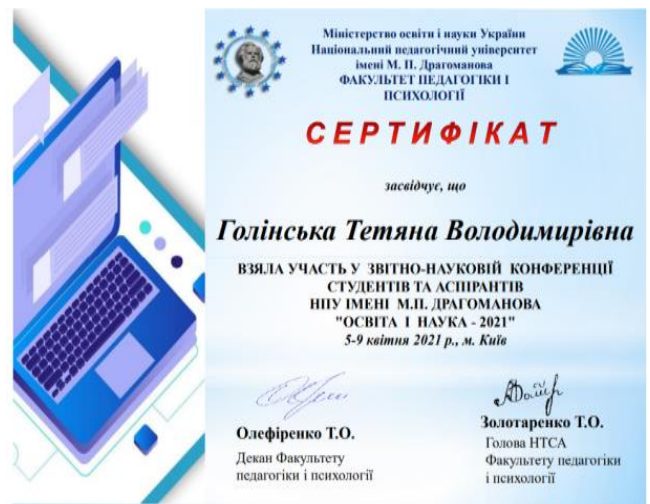 Міністерство освіти і науки України
Національний педагогічний університет
імені М. П. Драгоманова
ФАКУЛЬТЕТ ПЕДАГОГІКИ І
ПСИХОЛОГІЇ
СЕРТИФІКАТ
засвідчує, що
Голінська Тетяна Володимирівна
ВЗЯЛА УЧАСТЬ У ЗВІТНО-НАУКОВІЙ КОНФЕРЕНЦІЇ
СТУДЕНТІВ ТА АСПІРАНТІВ
НПУ ІМЕНІ М.П. ДРАГОМАНОВА
"ОСВІТА І НАУКА - 2021"
5-9 квітня 2021 р., м. Київ
Олефіренко Т.О.
Декан Факультету
педагогіки і психології
Золотаренко Т.О.
Голова НТСА
Факультету педагогіки
і психології